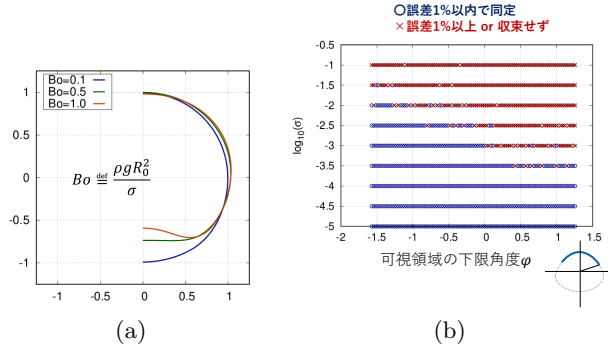 ○誤差1%以内で同定
×誤差1%以上 or 収束せず
Bo=0.1
Bo=0.5
Bo=1.0
1
0.5
0
-0.5
-1
-1
-0.5
0
0.5
1
Bo ≝ ρgR₀²/σ
(a)
-0.5
-1
-1.5
-2
-2.5
-3
-3.5
-4
-4.5
-5
log₁₀(σ)
-2
-1.5
-1
-0.5
0
0.5
1
1.5
可視領域の下限角度φ
(b)